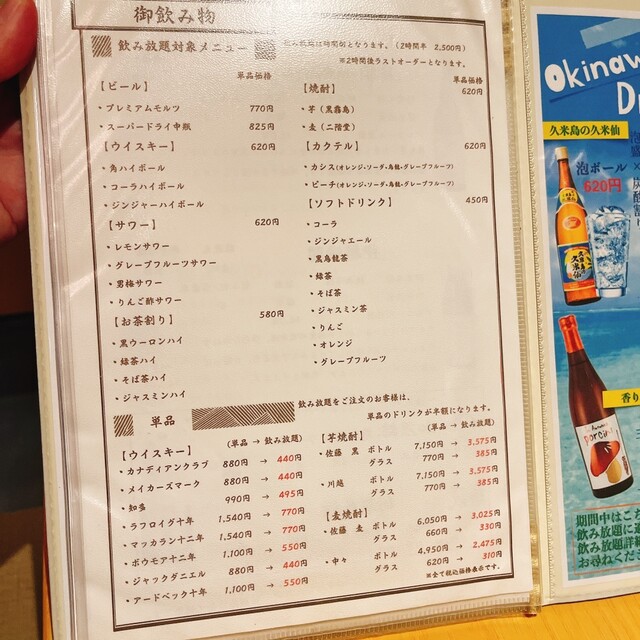 御飲み物
飲み放題対象メニュー
となります。(2時間半 2,500円)
※2時間後ラストオーダーとなります。
単品価格
【ビール】
・プレミアムモルツ 770円
・スーパードライ中瓶 825円
【ウイスキー】 620円
・角ハイボール
・コーラハイボール
・ジンジャーハイボール
【サワー】 620円
・レモンサワー
・グレープフルーツサワー
・男梅サワー
・りんご酢サワー
【お茶割り】 580円
・黒ウーロンハイ
・緑茶ハイ
・そば茶ハイ
・ジャスミンハイ
単品価格
【焼酎】 620円
・芋(黒霧島)
・麦(二階堂)
【カクテル】 620円
・カシス(オレンジ・ソーダ・烏龍・グレープフルーツ)
・ピーチ(オレンジ・ソーダ・烏龍・グレープフルーツ)
【ソフトドリンク】 450円
・コーラ
・ジンジャエール
・黒烏龍茶
・緑茶
・そば茶
・ジャスミン茶
・りんご
・オレンジ
・グレープフルーツ
単品
飲み放題をご注文のお客様は、
単品のドリンクが半額になります。
【ウイスキー】 (単品 → 飲み放題)
・カナディアンクラブ 880円 → 440円
・メイカーズマーク 880円 → 440円
・知多 990円 → 495円
・ラフロイグ十年 1,540円 → 770円
・マッカラン十二年 1,540円 → 770円
・ボウモア十二年 1,100円 → 550円
・ジャックダニエル 880円 → 440円
・アードベック十年 1,100円 → 550円
【芋焼酎】 (単品 → 飲み放題)
・佐藤 黒 ボトル 7,150円 → 3,575円
グラス 770円 → 385円
・川越 ボトル 7,150円 → 3,575円
グラス 770円 → 385円
【麦焼酎】 (単品 → 飲み放題)
・佐藤 麦 ボトル 6,050円 → 3,025円
グラス 660円 → 330円
・中々 ボトル 4,950円 → 2,475円
グラス 620円 → 310円
※全て税込価格表示です。
Okinawa
久米島の久米仙
泡ボール
620円
久米仙
香り
期間中はこち
飲み放題に
飲み放題詳細
お尋ねくだ